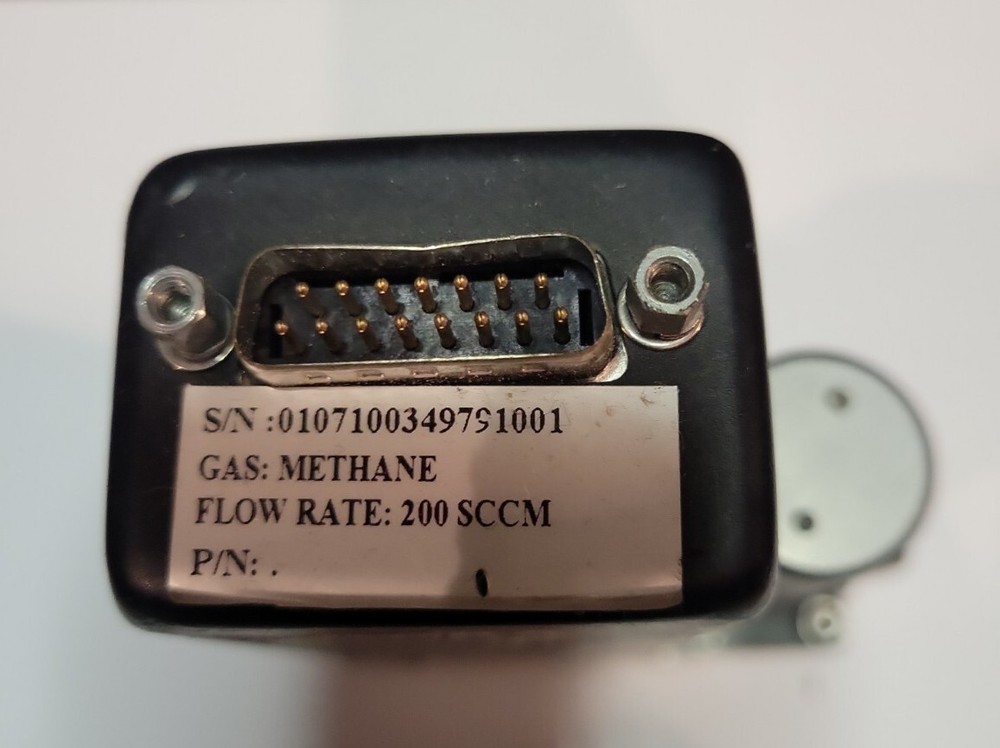 S/N :0107100349791001
GAS: METHANE
FLOW RATE: 200 SCCM
P/N: .